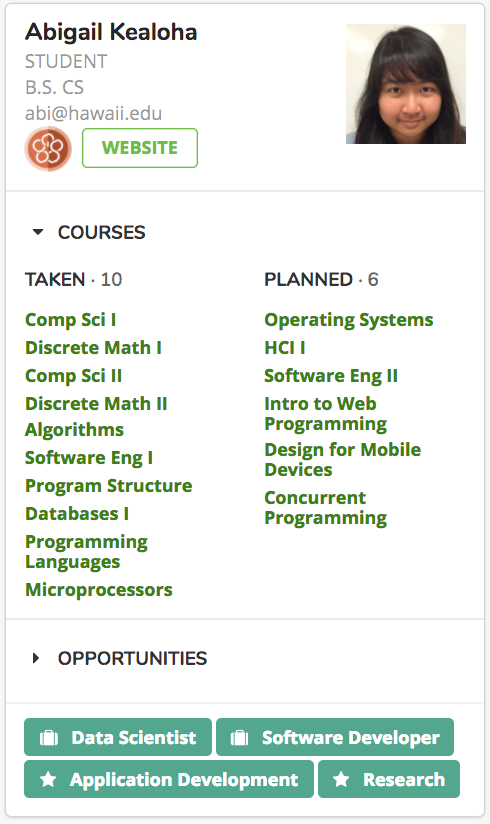 Abigail Kealoha
STUDENT
B.S. CS
abi@hawaii.edu
WEBSITE
COURSES
TAKEN · 10
Comp Sci I
Discrete Math I
Comp Sci II
Discrete Math II
Algorithms
Software Eng I
Program Structure
Databases I
Programming
Languages
Microprocessors
PLANNED · 6
Operating Systems
HCI I
Software Eng II
Intro to Web
Programming
Design for Mobile
Devices
Concurrent
Programming
OPPORTUNITIES
Data Scientist
Software Developer
Application Development
Research